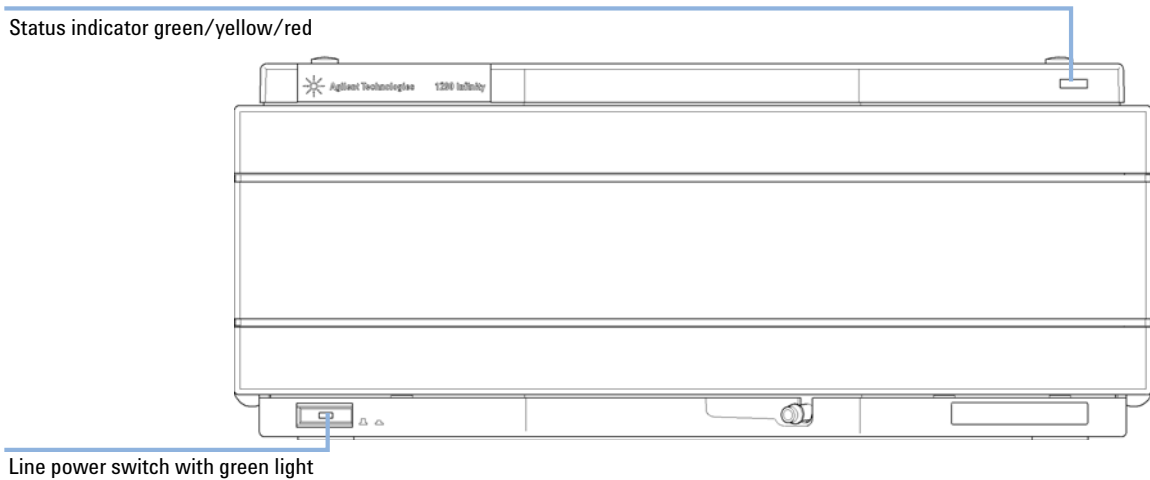 Status indicator green/yellow/red
Agilent Technologies 1290 Infinity
Line power switch with green light